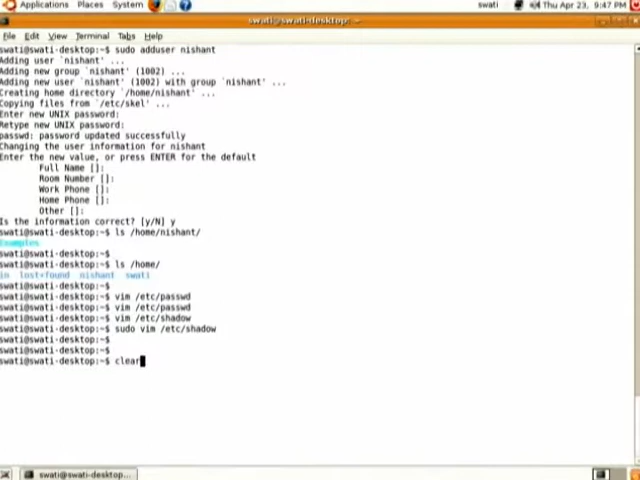 Applications Places System swati Thu Apr 23, 9:47 PM
swati@swati-desktop: ~
File Edit View Terminal Tabs Help
swati@swati-desktop:~$ sudo adduser nishant
Adding user `nishant' ...
Adding new group `nishant' (1002) ...
Adding new user `nishant' (1002) with group `nishant' ...
Creating home directory `/home/nishant' ...
Copying files from `/etc/skel' ...
Enter new UNIX password:
Retype new UNIX password:
passwd: password updated successfully
Changing the user information for nishant
Enter the new value, or press ENTER for the default
Full Name []:
Room Number []:
Work Phone []:
Home Phone []:
Other []:
Is the information correct? [y/N] y
swati@swati-desktop:~$ ls /home/nishant/
Examples
swati@swati-desktop:~$
swati@swati-desktop:~$ ls /home/
lost+found nishant swati
swati@swati-desktop:~$
swati@swati-desktop:~$ vim /etc/passwd
swati@swati-desktop:~$ vim /etc/passwd
swati@swati-desktop:~$ vim /etc/shadow
swati@swati-desktop:~$ sudo vim /etc/shadow
swati@swati-desktop:~$
swati@swati-desktop:~$
swati@swati-desktop:~$ clear
swati@swati-desktop:...